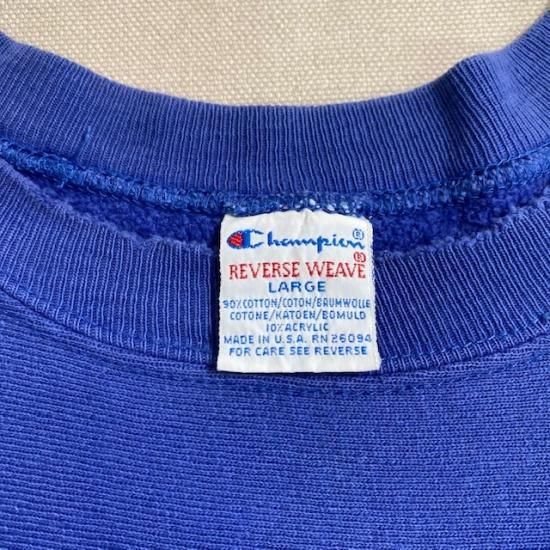 Champion®
REVERSE WEAVE®
LARGE
90% COTTON/COTON/BAUMWOLLE
COTONE/KATOEN/BOMULD
10% ACRYLIC
MADE IN U.S.A. RN 26094
FOR CARE SEE REVERSE